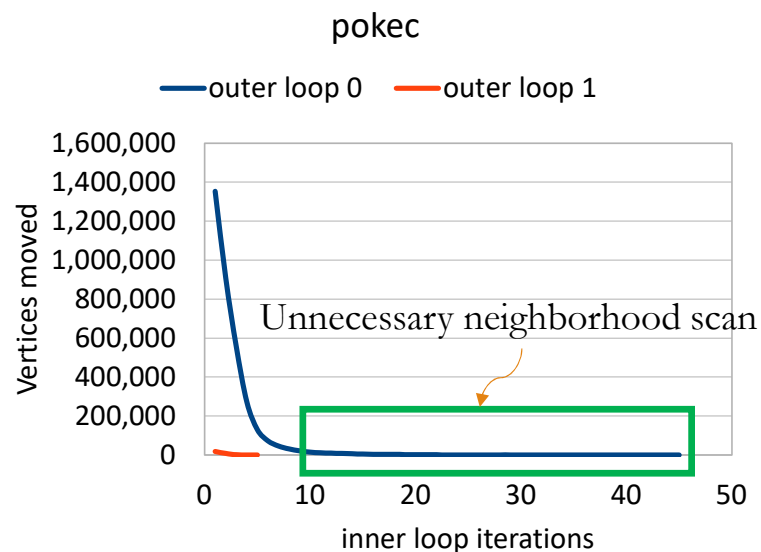 pokec
outer loop 0 outer loop 1
1,600,000
1,400,000
1,200,000
1,000,000
800,000
600,000
400,000
200,000
0
Vertices moved
Unnecessary neighborhood scan
0 10 20 30 40 50
inner loop iterations